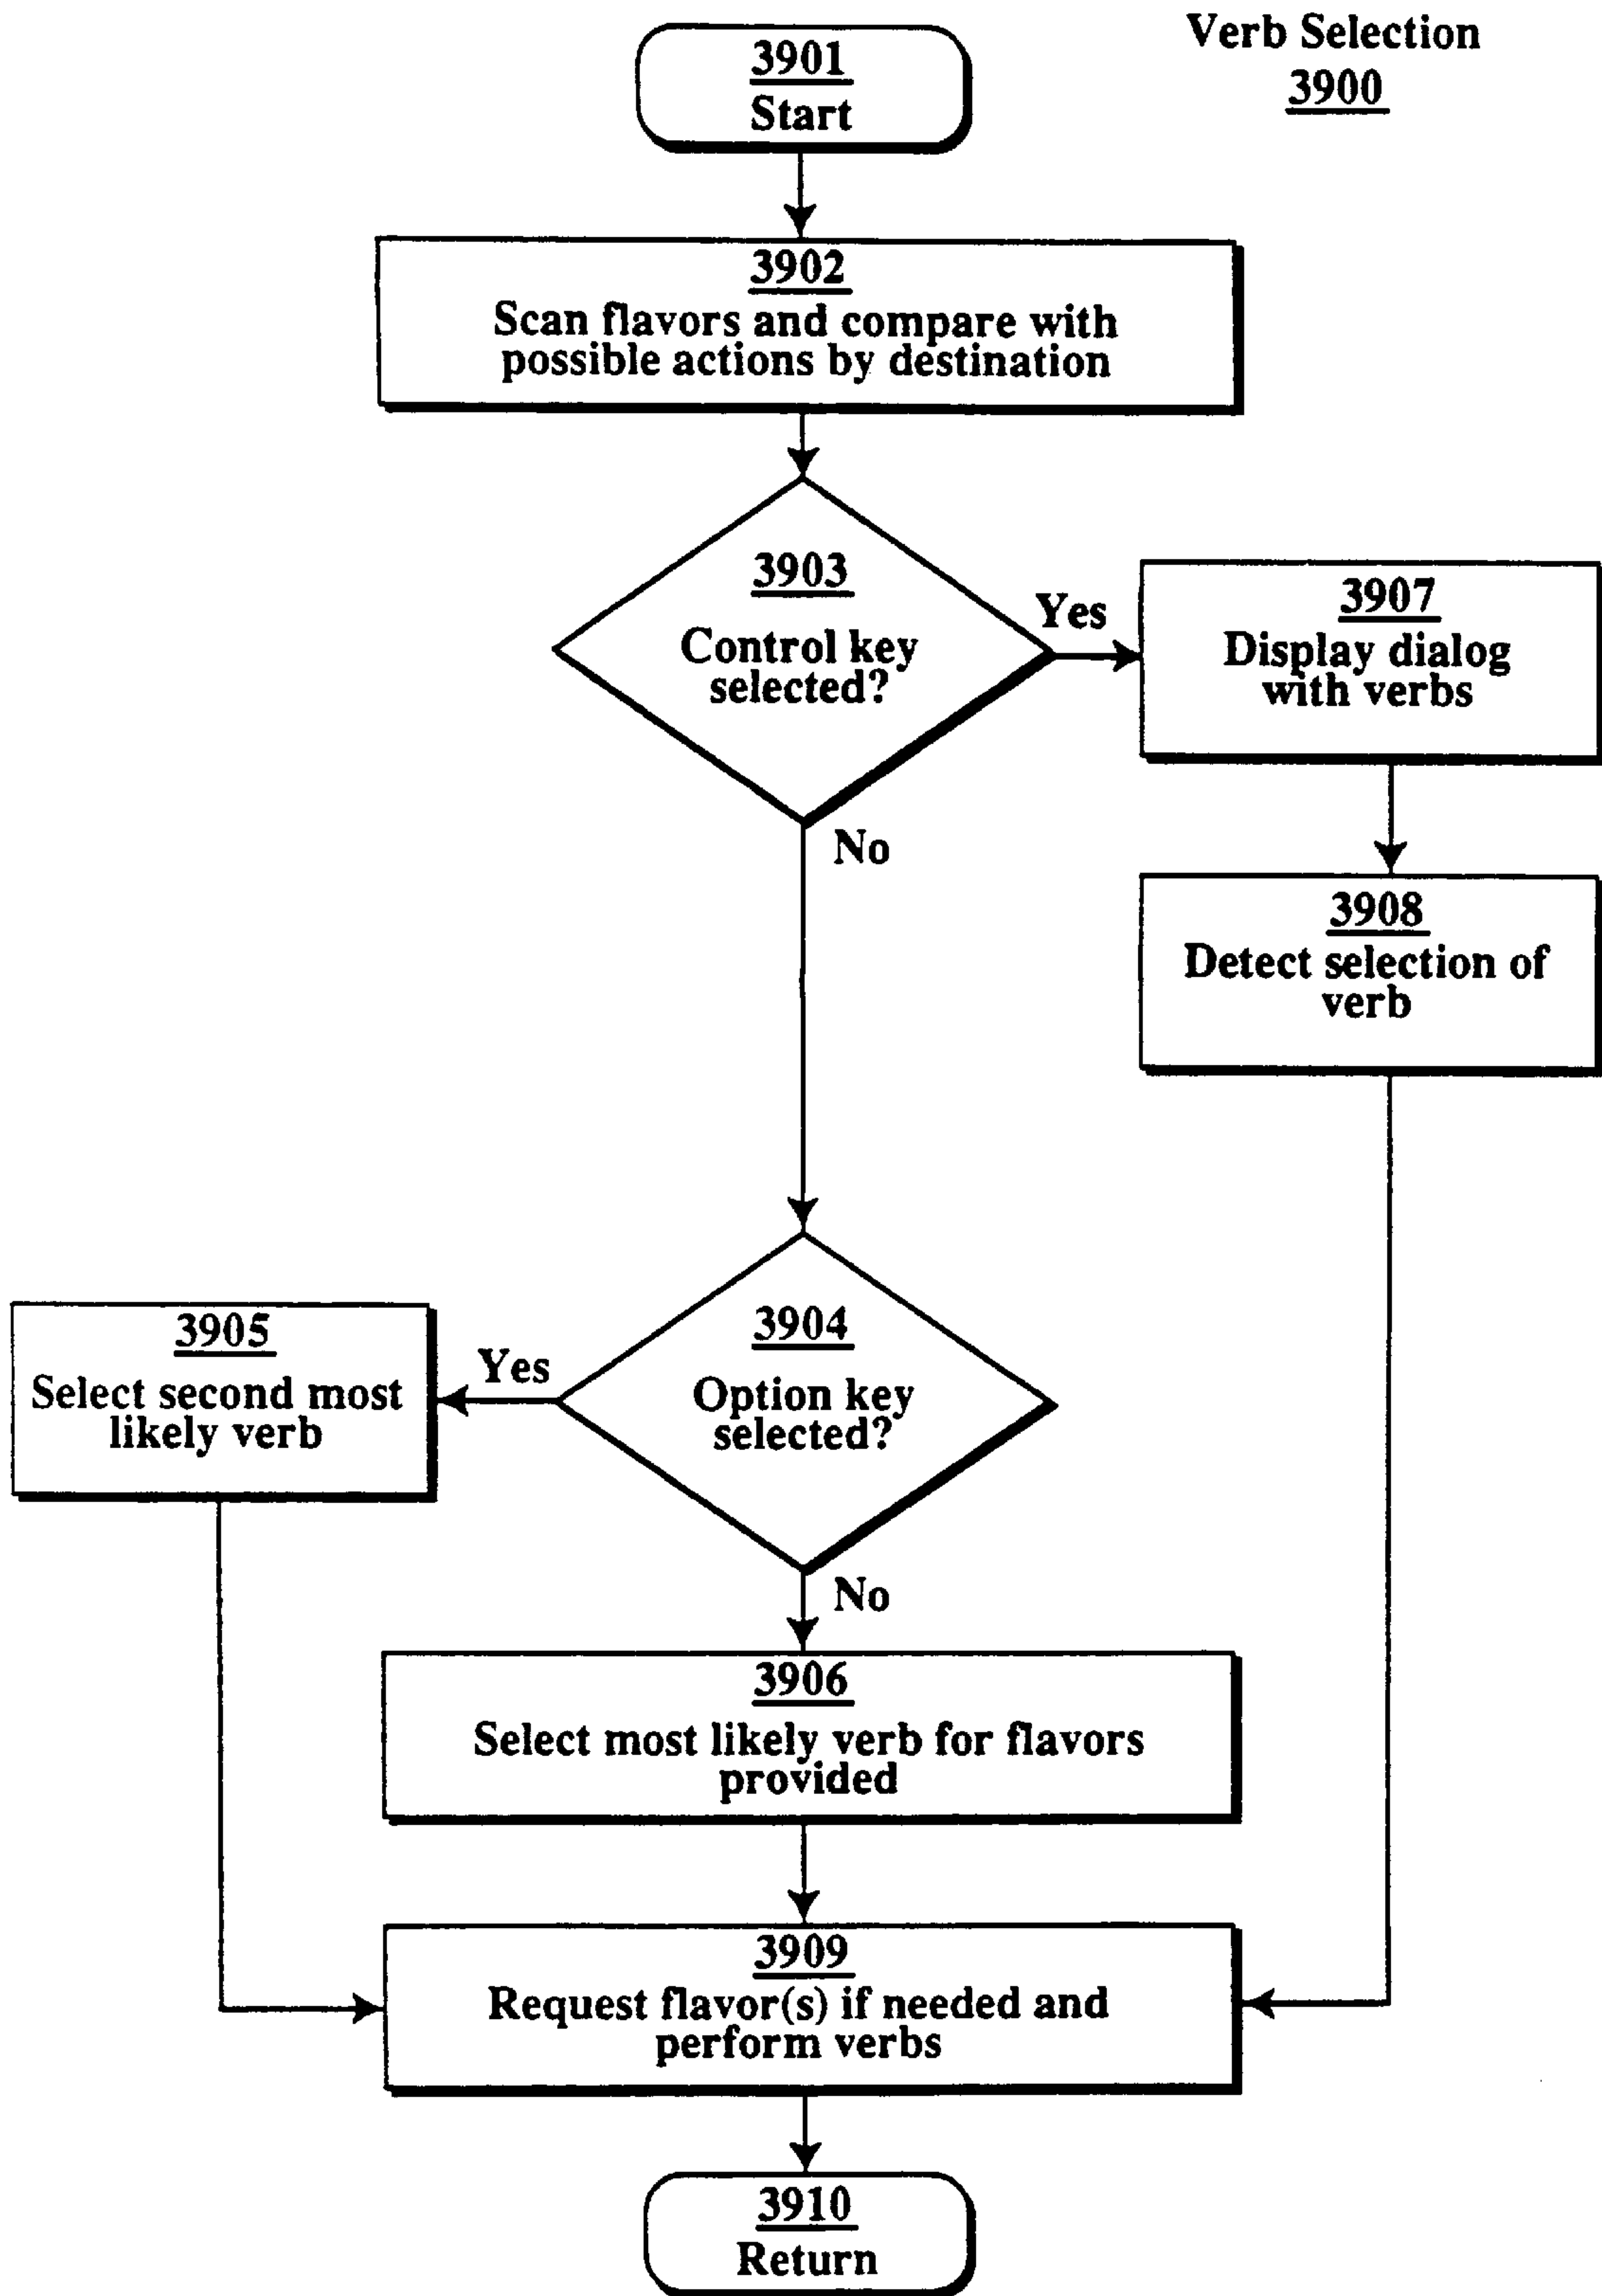 Verb Selection
3900
3901
Start
3902
Scan flavors and compare with
possible actions by destination
3903
Control key
selected?
Yes
No
3907
Display dialog
with verbs
3908
Detect selection of
verb
3904
Option key
selected?
Yes
No
3905
Select second most
likely verb
3906
Select most likely verb for flavors
provided
3909
Request flavor(s) if needed and
perform verbs
3910
Return